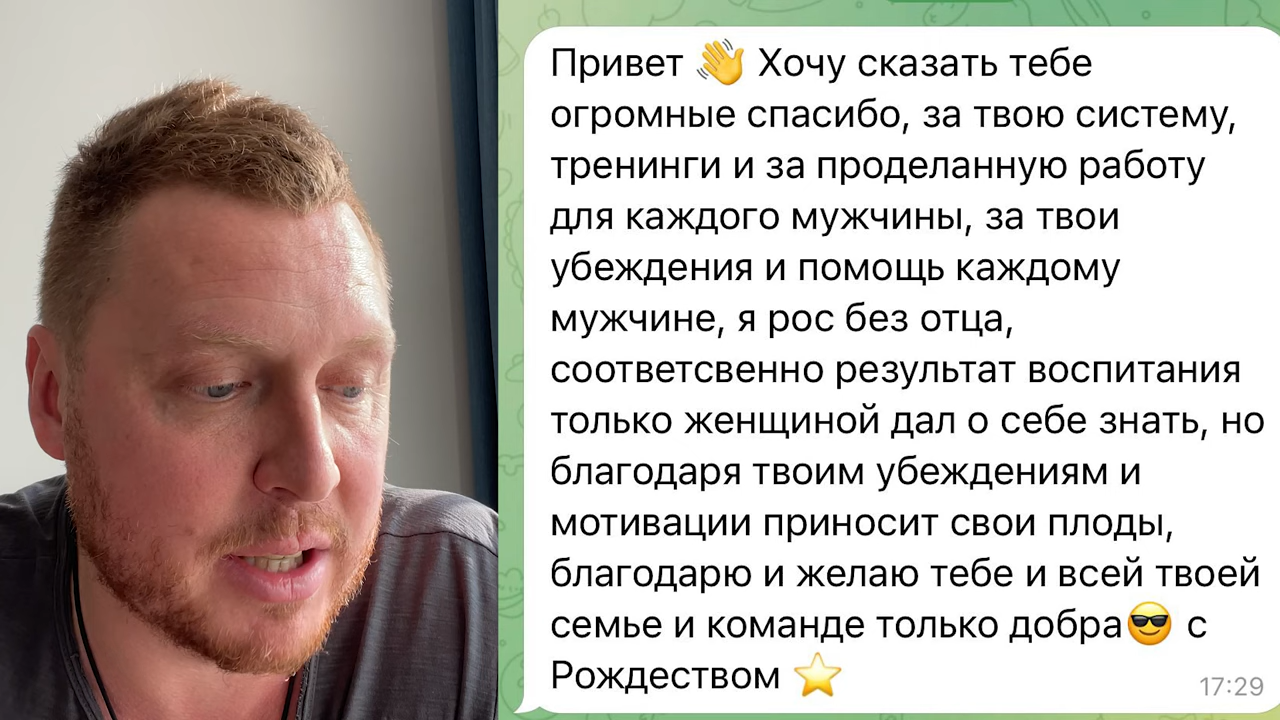 Привет 👋 Хочу сказать тебе
огромные спасибо, за твою систему,
тренинги и за проделанную работу
для каждого мужчины, за твои
убеждения и помощь каждому
мужчине, я рос без отца,
соответсвенно результат воспитания
только женщиной дал о себе знать, но
благодаря твоим убеждениям и
мотивации приносит свои плоды,
благодарю и желаю тебе и всей твоей
семье и команде только добра😎 с
Рождеством ⭐
17:29